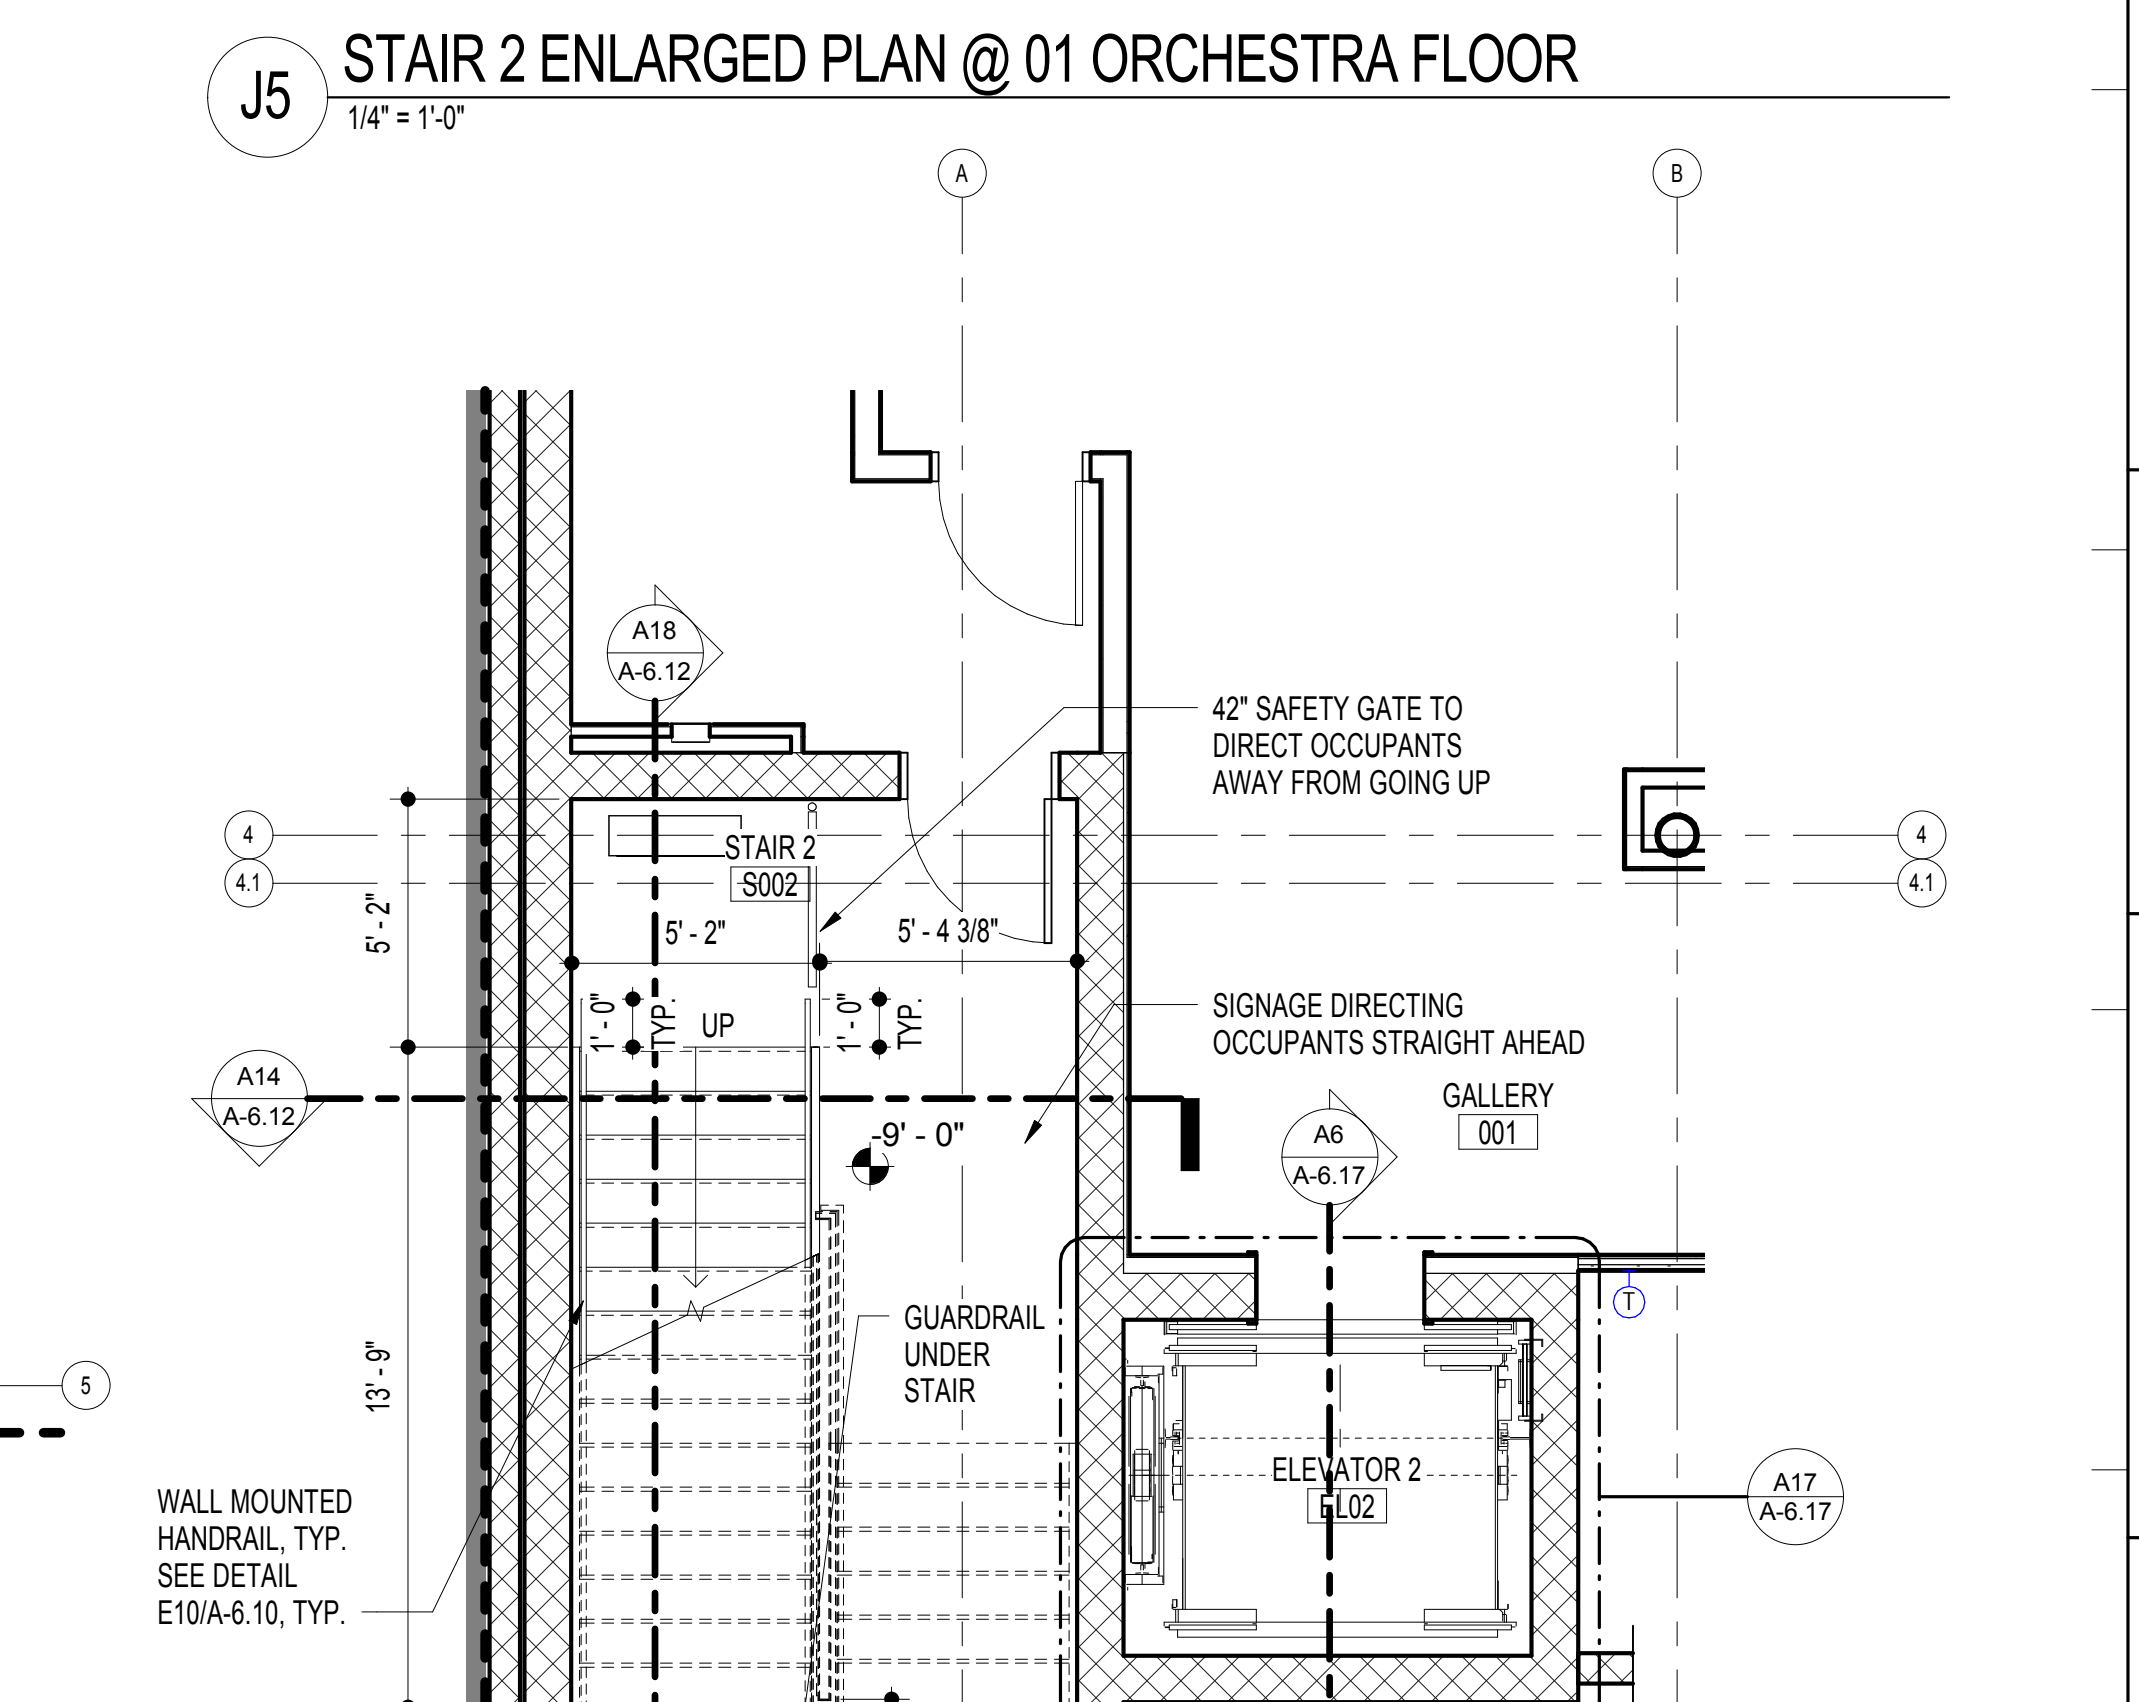 J5
STAIR 2 ENLARGED PLAN @ 01 ORCHESTRA FLOOR
1/4" = 1'-0"
A
B
A18
A-6.12
42" SAFETY GATE TO
DIRECT OCCUPANTS
AWAY FROM GOING UP
4
4
STAIR 2
4.1
S002
4.1
5' - 2"
5' - 2"
5' - 4 3/8"
1' - 0"
TYP.
UP
1' - 0"
TYP.
SIGNAGE DIRECTING
OCCUPANTS STRAIGHT AHEAD
A14
A-6.12
GALLERY
001
-9' - 0"
A6
A-6.17
T
GUARDRAIL
UNDER
STAIR
13' - 9"
5
ELEVATOR 2
EL02
A17
A-6.17
WALL MOUNTED
HANDRAIL, TYP.
SEE DETAIL
E10/A-6.10, TYP.